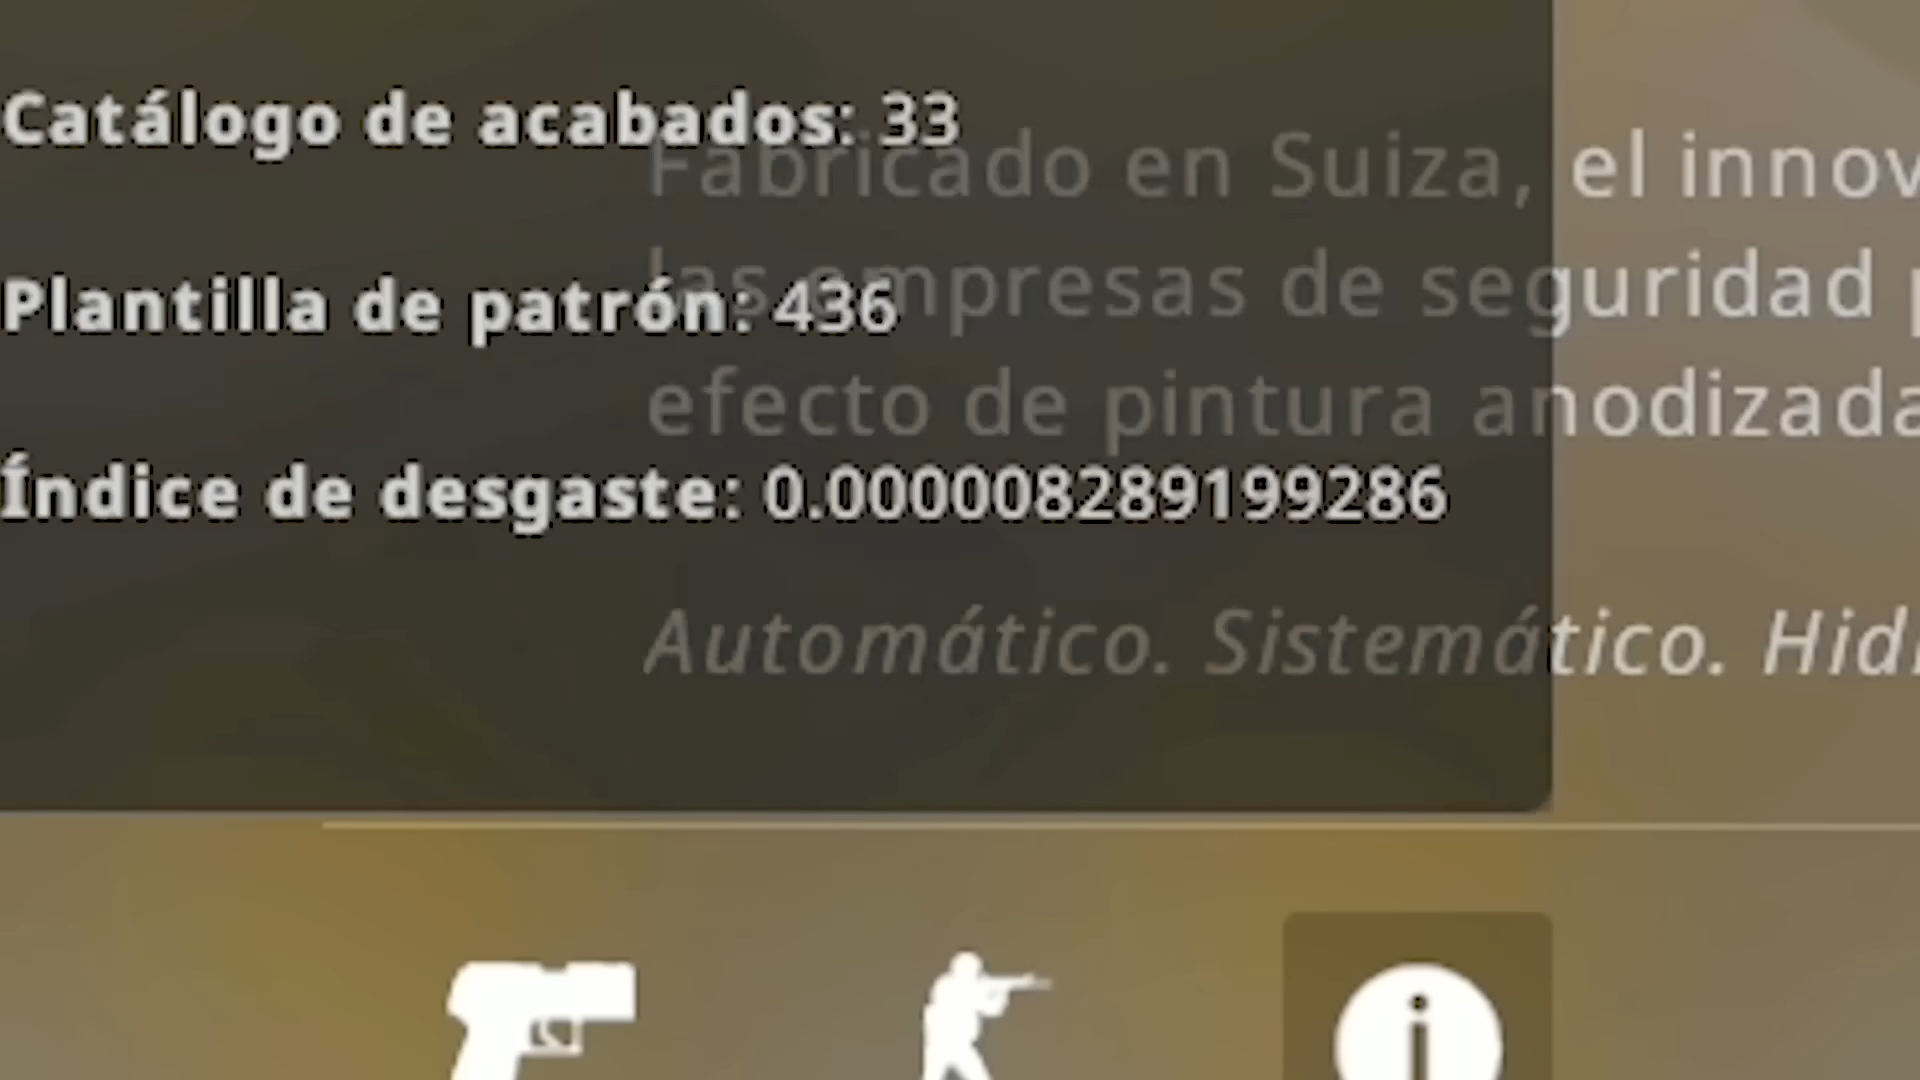 Catálogo de acabados: 33
Fabricado en Suiza, el innov
Plantilla de patrón: 436
las empresas de seguridad p
efecto de pintura anodizada
Índice de desgaste: 0.000008289199286
Automático. Sistemático. Hidr